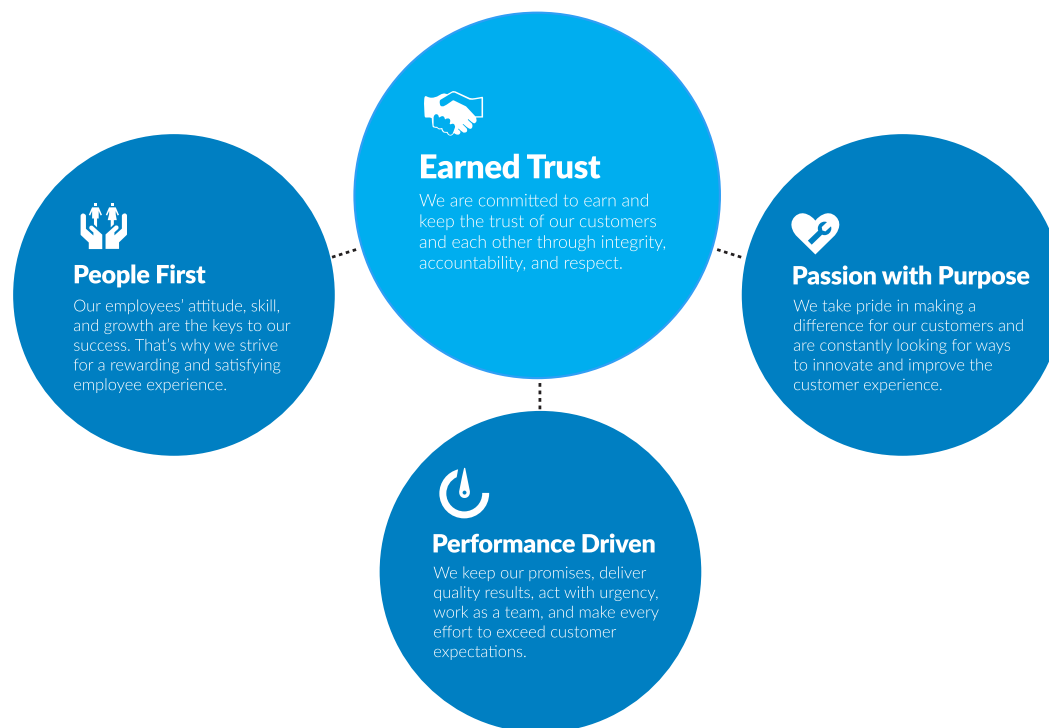 Earned Trust
We are committed to earn and
keep the trust of our customers
and each other through integrity,
accountability, and respect.
People First
Our employees’ attitude, skill,
and growth are the keys to our
success. That’s why we strive
for a rewarding and satisfying
employee experience.
Passion with Purpose
We take pride in making a
difference for our customers and
are constantly looking for ways
to innovate and improve the
customer experience.
Performance Driven
We keep our promises, deliver
quality results, act with urgency,
work as a team, and make every
effort to exceed customer
expectations.